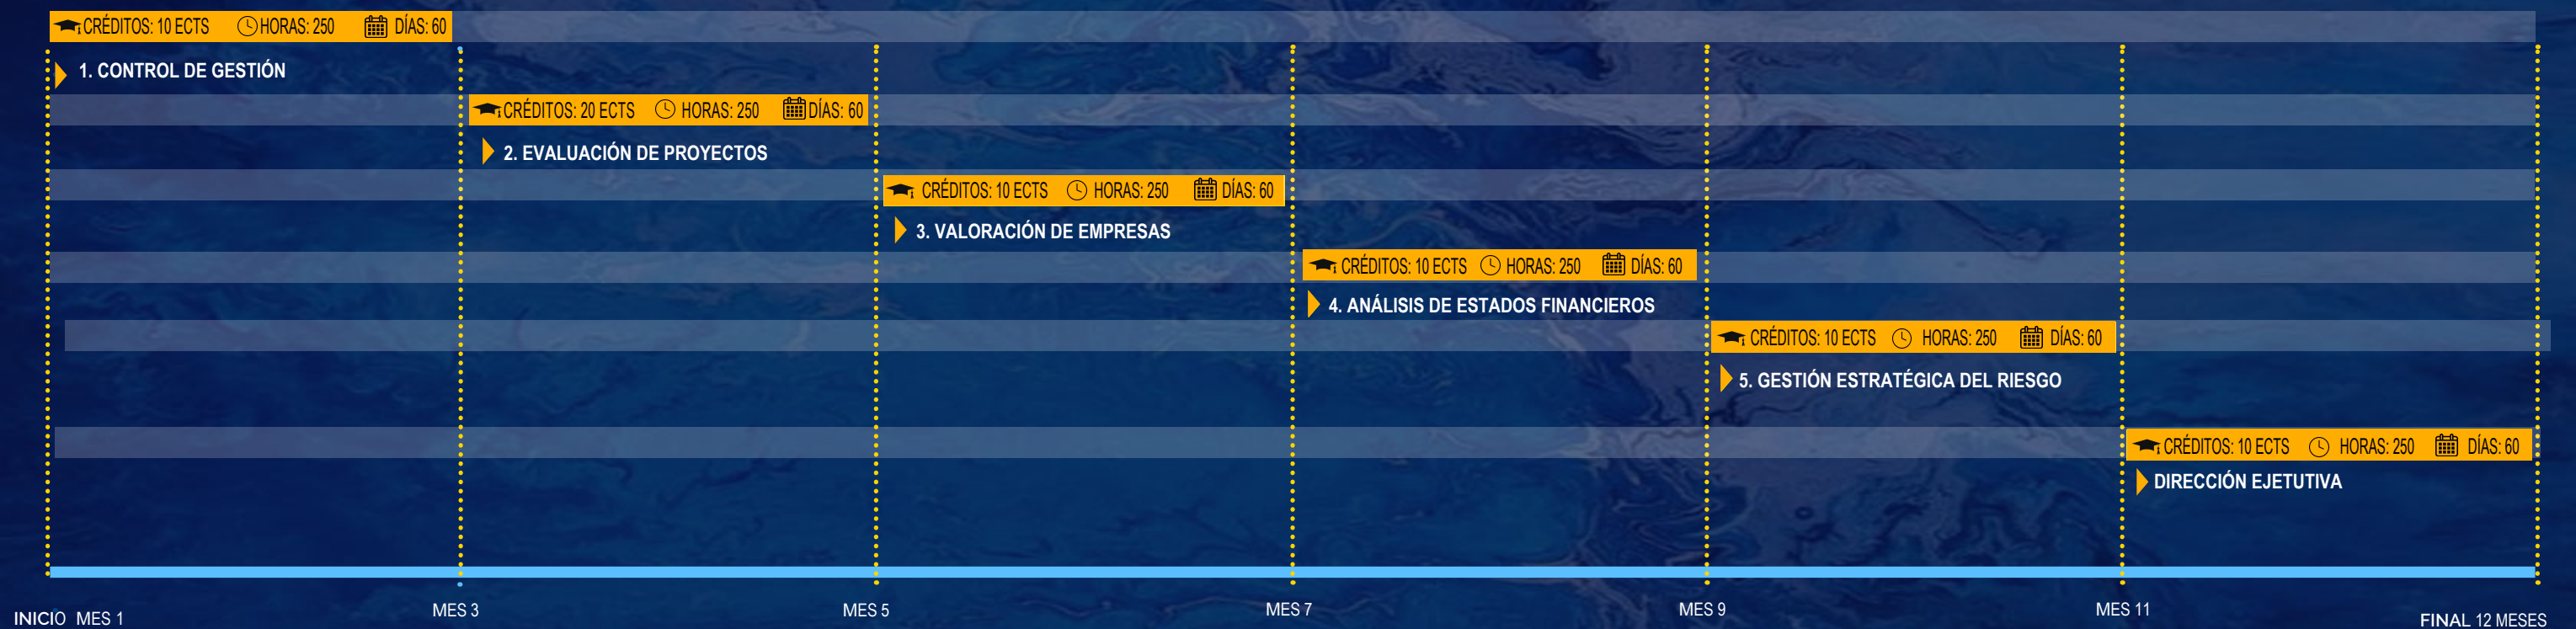 CRÉDITOS: 10 ECTS HORAS: 250 DÍAS: 60
1. CONTROL DE GESTIÓN
CRÉDITOS: 20 ECTS HORAS: 250 DÍAS: 60
2. EVALUACIÓN DE PROYECTOS
CRÉDITOS: 10 ECTS HORAS: 250 DÍAS: 60
3. VALORACIÓN DE EMPRESAS
CRÉDITOS: 10 ECTS HORAS: 250 DÍAS: 60
4. ANÁLISIS DE ESTADOS FINANCIEROS
CRÉDITOS: 10 ECTS HORAS: 250 DÍAS: 60
5. GESTIÓN ESTRATÉGICA DEL RIESGO
CRÉDITOS: 10 ECTS HORAS: 250 DÍAS: 60
DIRECCIÓN EJETUTIVA
INICIO MES 1 MES 3 MES 5 MES 7 MES 9 MES 11 FINAL 12 MESES